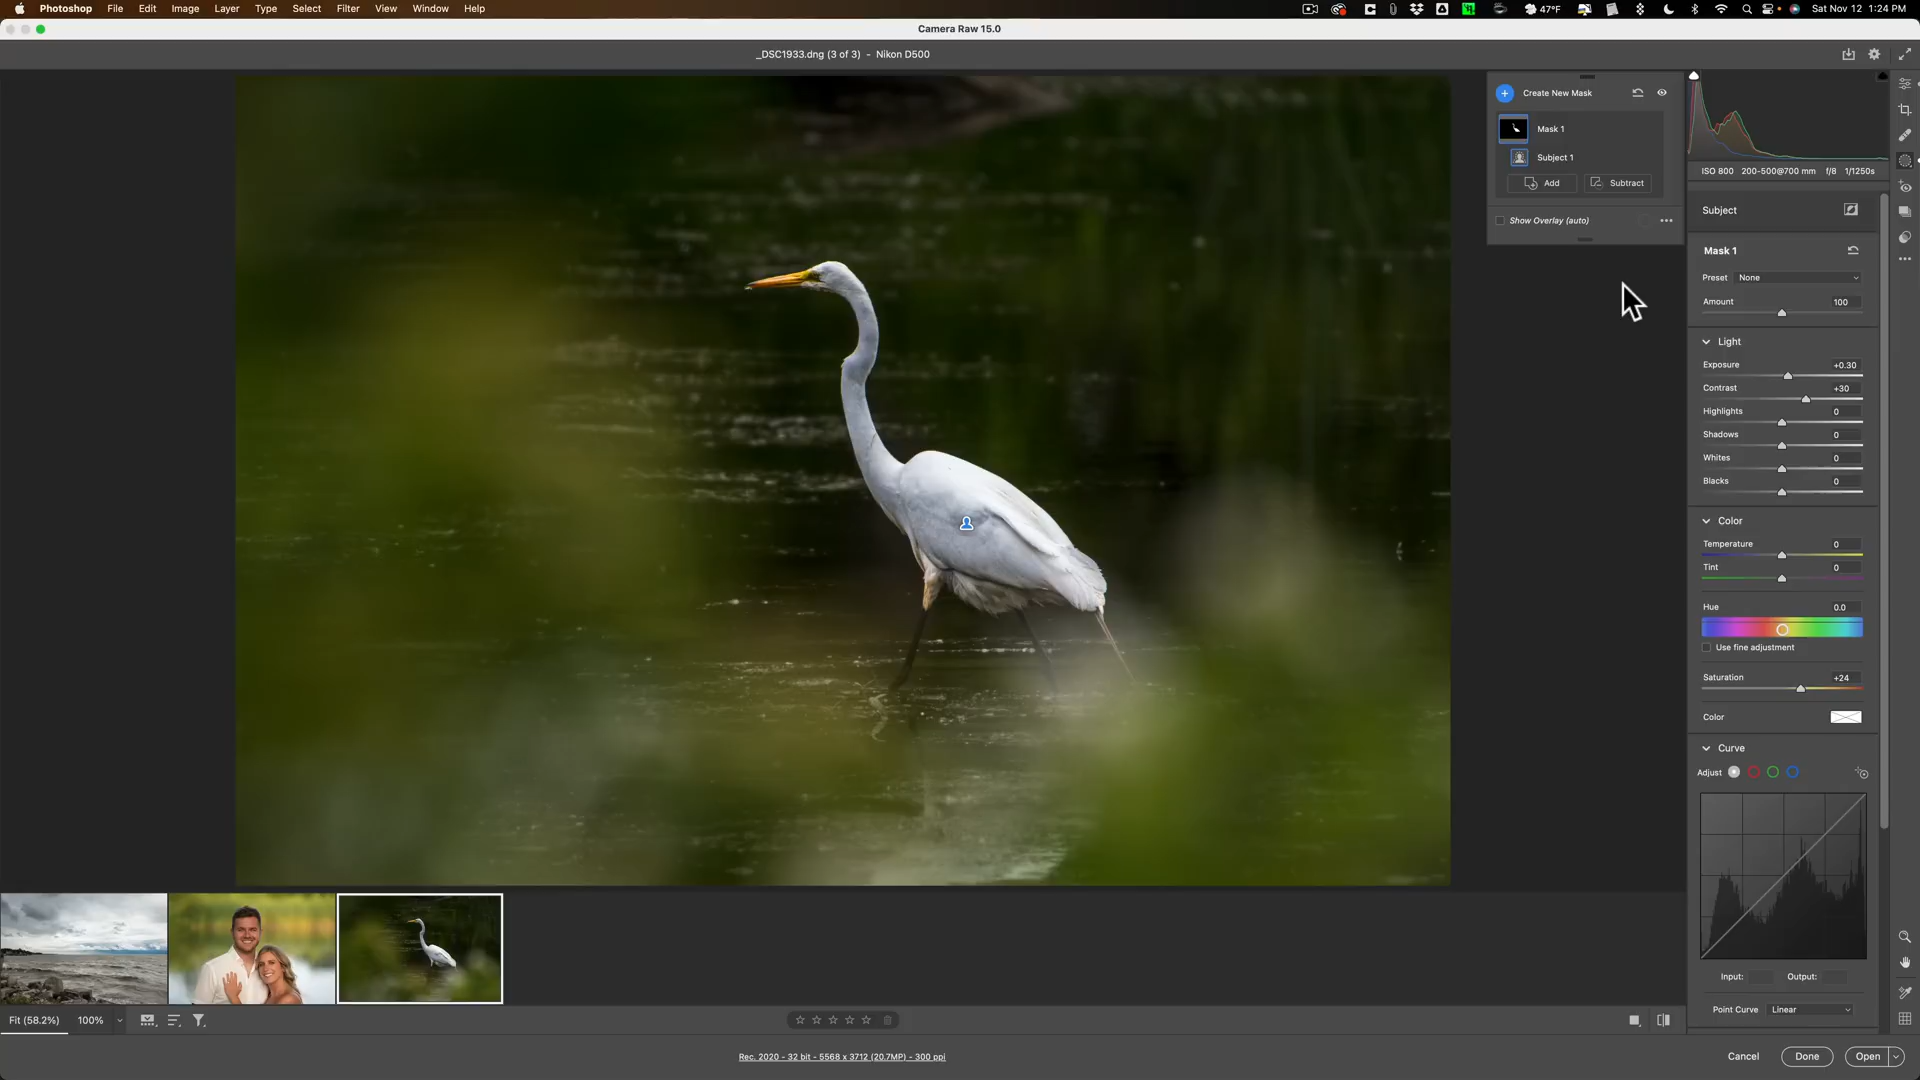 Photoshop File Edit Image Layer Type Select Filter View Window Help
47°F Sat Nov 12 1:24 PM
Camera Raw 15.0
_DSC1933.dng (3 of 3) - Nikon D500
Create New Mask
Mask 1
Subject 1
Add Subtract
Show Overlay (auto)
ISO 800 200-500@700 mm f/8 1/1250s
Subject
Mask 1
Preset None
Amount 100
Light
Exposure +0.30
Contrast +30
Highlights 0
Shadows 0
Whites 0
Blacks 0
Color
Temperature 0
Tint 0
Hue 0.0
Use fine adjustment
Saturation +24
Color
Curve
Adjust
Input: Output:
Point Curve Linear
Fit (58.2%) 100%
Rec. 2020 - 32 bit - 5568 x 3712 (20.7MP) - 300 ppi
Cancel Done Open